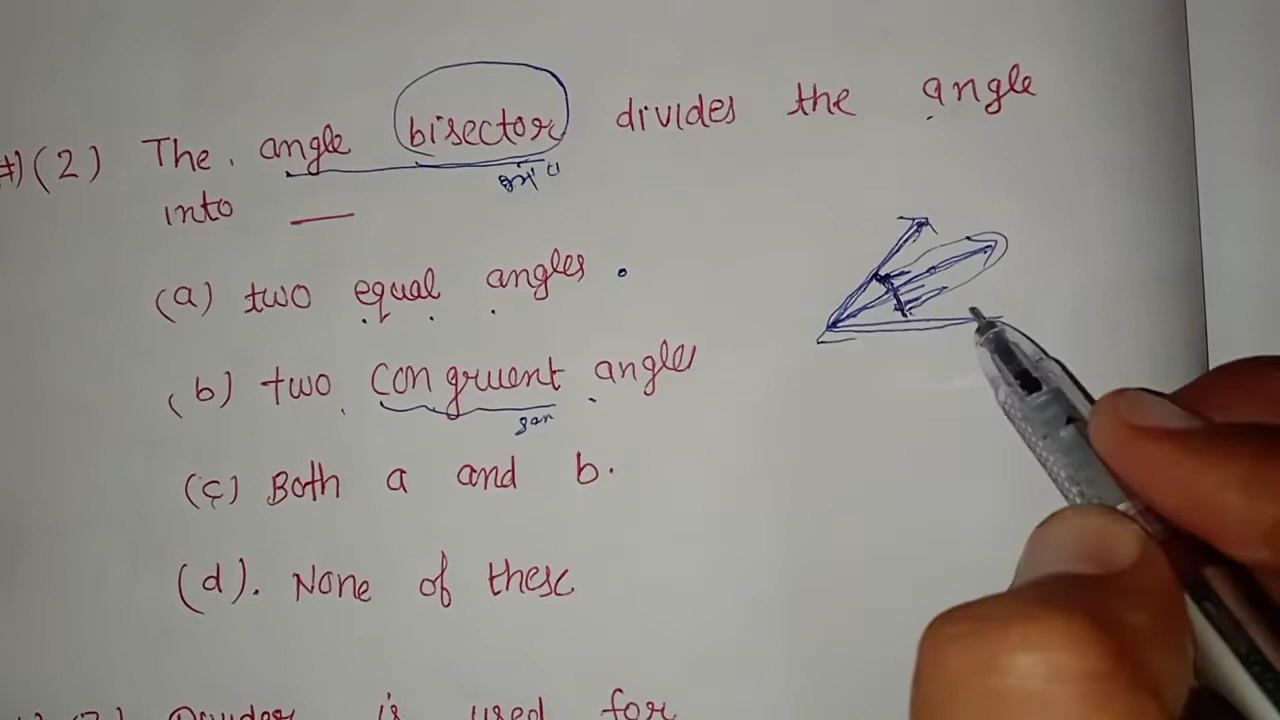 (2) The angle bisector divides the angle
into
(a) two equal angles.
(b) two congruent angles
(c) Both a and b.
(d). None of these
is used for